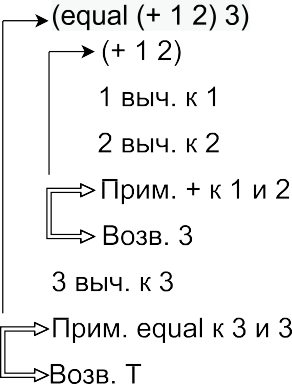 (equal (+ 1 2) 3)
(+ 1 2)
1 выч. к 1
2 выч. к 2
Прим. + к 1 и 2
Возв. 3
3 выч. к 3
Прим. equal к 3 и 3
Возв. Т